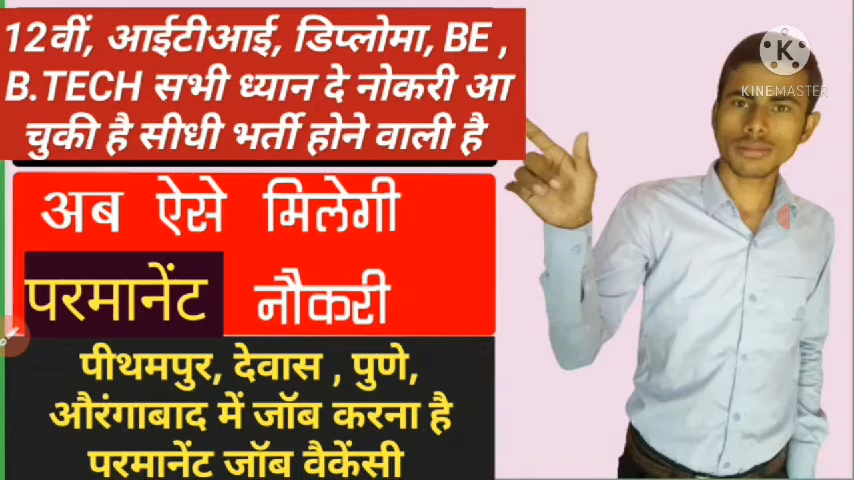 12वीं, आईटीआई, डिप्लोमा, BE ,
B.TECH सभी ध्यान दे नोकरी आ
चुकी है सीधी भर्ती होने वाली है
अब ऐसे मिलेगी
परमानेंट नौकरी
पीथमपुर, देवास , पुणे,
औरंगाबाद में जॉब करना है
परमानेंट जॉब वैकेंसी
K
KINEMASTER